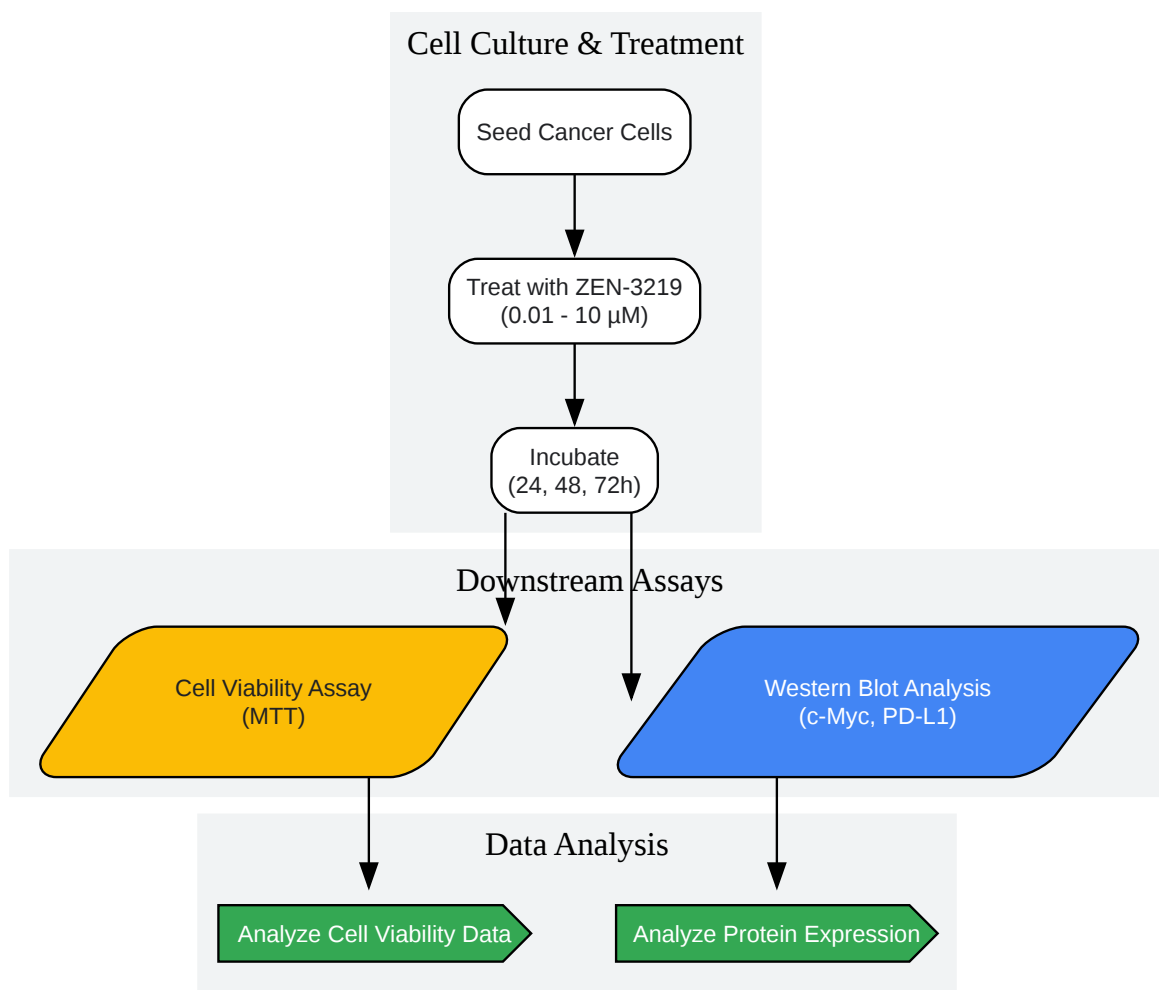 Cell Culture & Treatment
Seed Cancer Cells
Treat with ZEN-3219
(0.01 - 10 µM)
Incubate
(24, 48, 72h)
Downstream Assays
Cell Viability Assay
(MTT)
Western Blot Analysis
(c-Myc, PD-L1)
Data Analysis
Analyze Cell Viability Data
Analyze Protein Expression